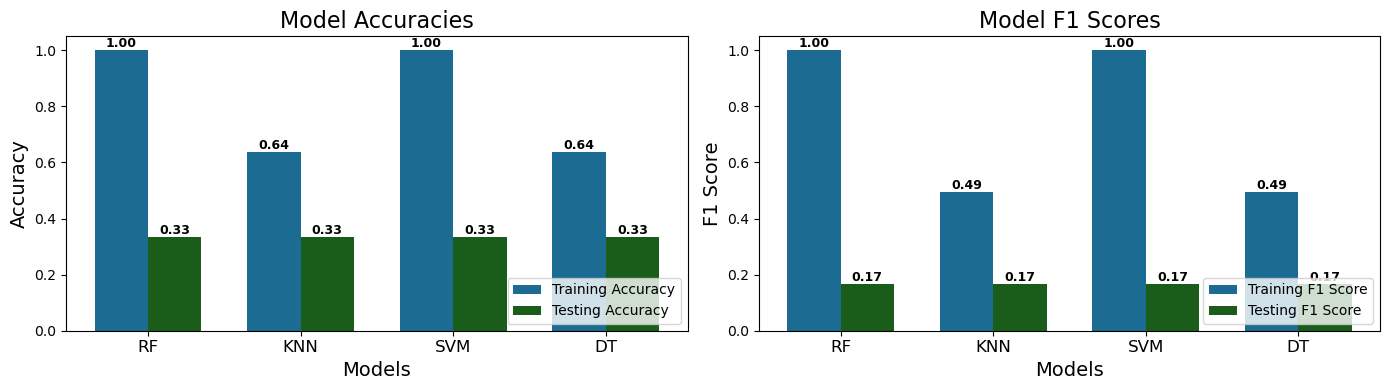 Model Accuracies
Accuracy
1.0
0.8
0.6
0.4
0.2
0.0
1.00
0.33
0.64
0.33
1.00
0.33
0.64
0.33
Training Accuracy
Testing Accuracy
RF
KNN
SVM
DT
Models
Model F1 Scores
F1 Score
1.0
0.8
0.6
0.4
0.2
0.0
1.00
0.17
0.49
0.17
1.00
0.17
0.49
0.17
Training F1 Score
Testing F1 Score
RF
KNN
SVM
DT
Models